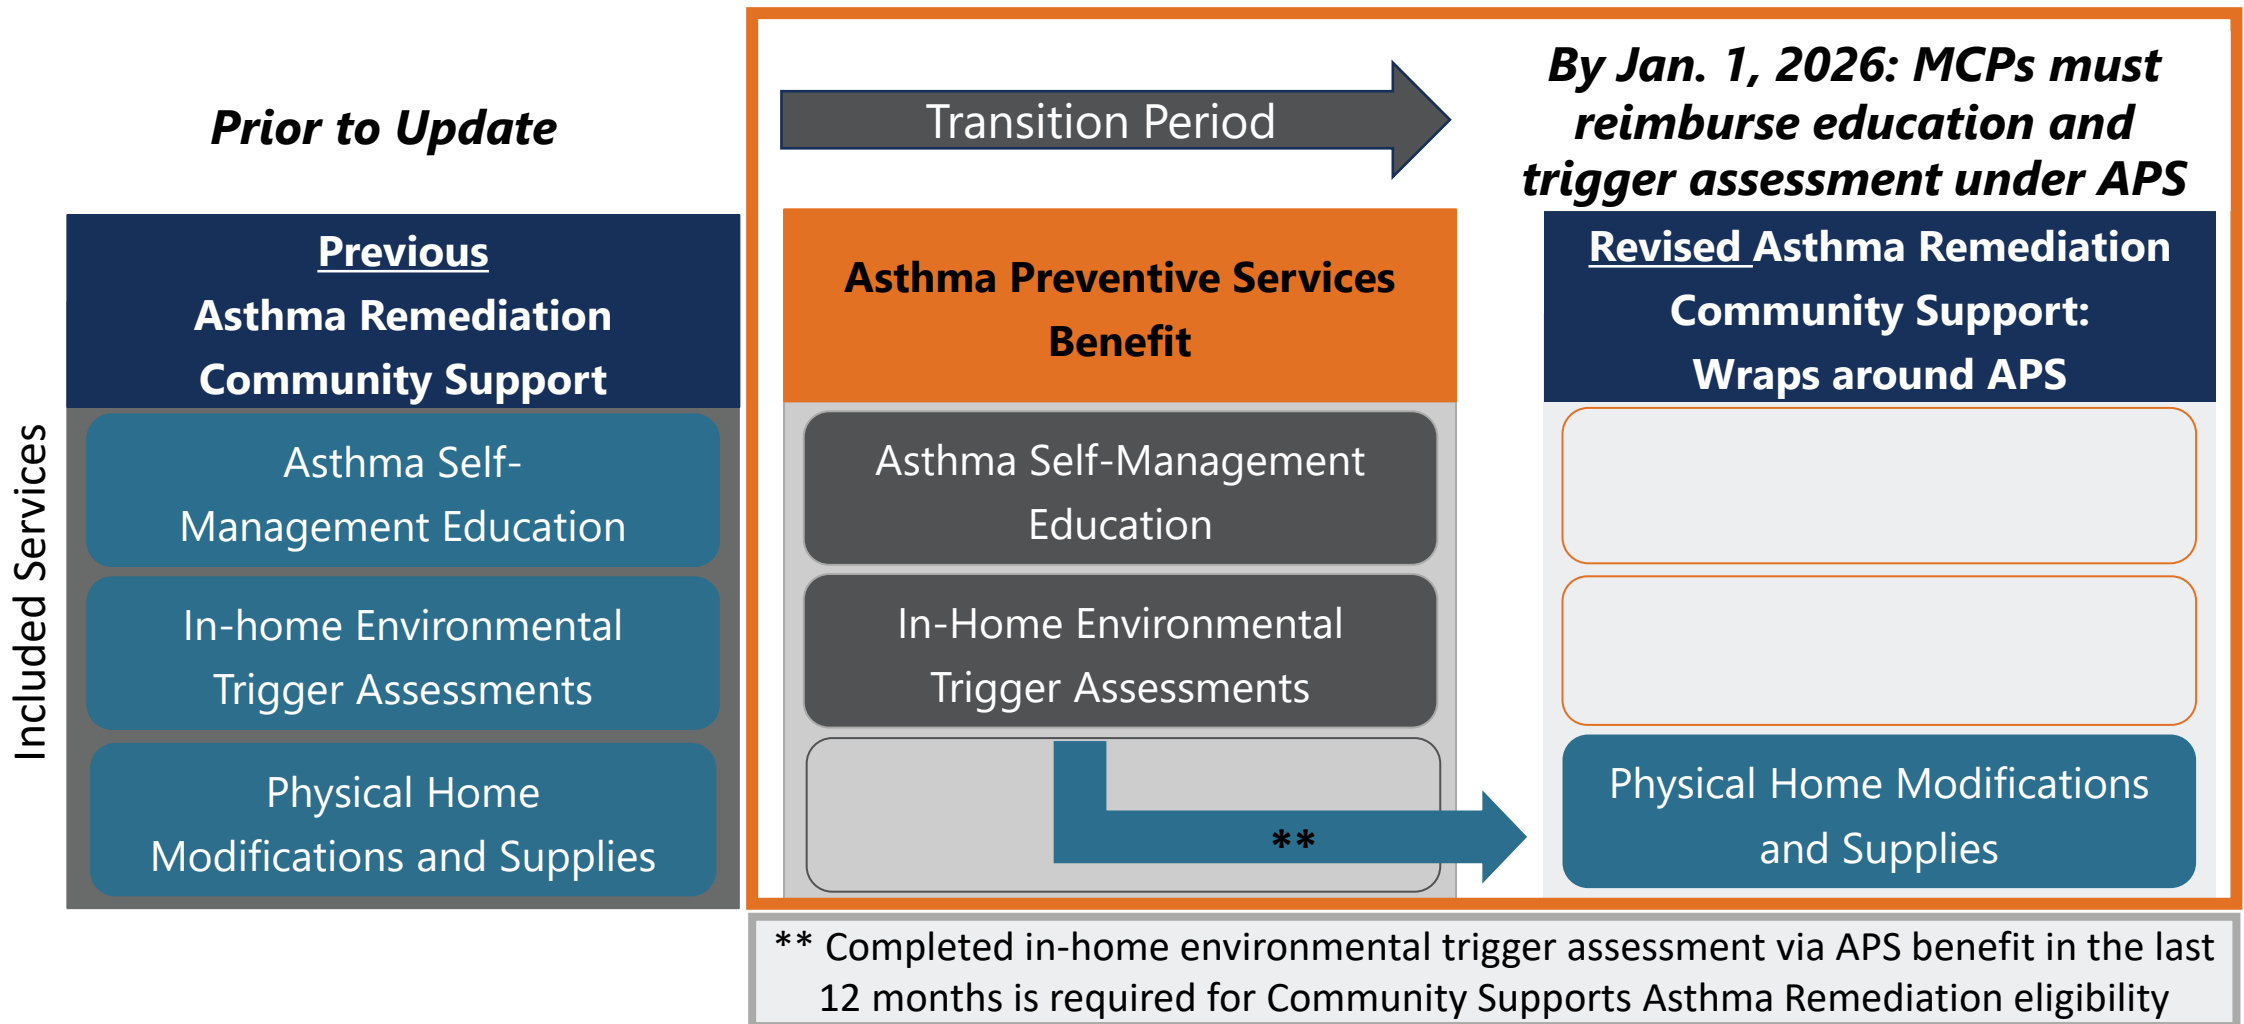 Prior to Update
Transition Period
By Jan. 1, 2026: MCPs must
reimburse education and
trigger assessment under APS
Included Services
Previous
Asthma Remediation
Community Support
Asthma Self-
Management Education
In-home Environmental
Trigger Assessments
Physical Home
Modifications and Supplies
Asthma Preventive Services
Benefit
Asthma Self-Management
Education
In-Home Environmental
Trigger Assessments
**
Revised Asthma Remediation
Community Support:
Wraps around APS
Physical Home Modifications
and Supplies
** Completed in-home environmental trigger assessment via APS benefit in the last
12 months is required for Community Supports Asthma Remediation eligibility